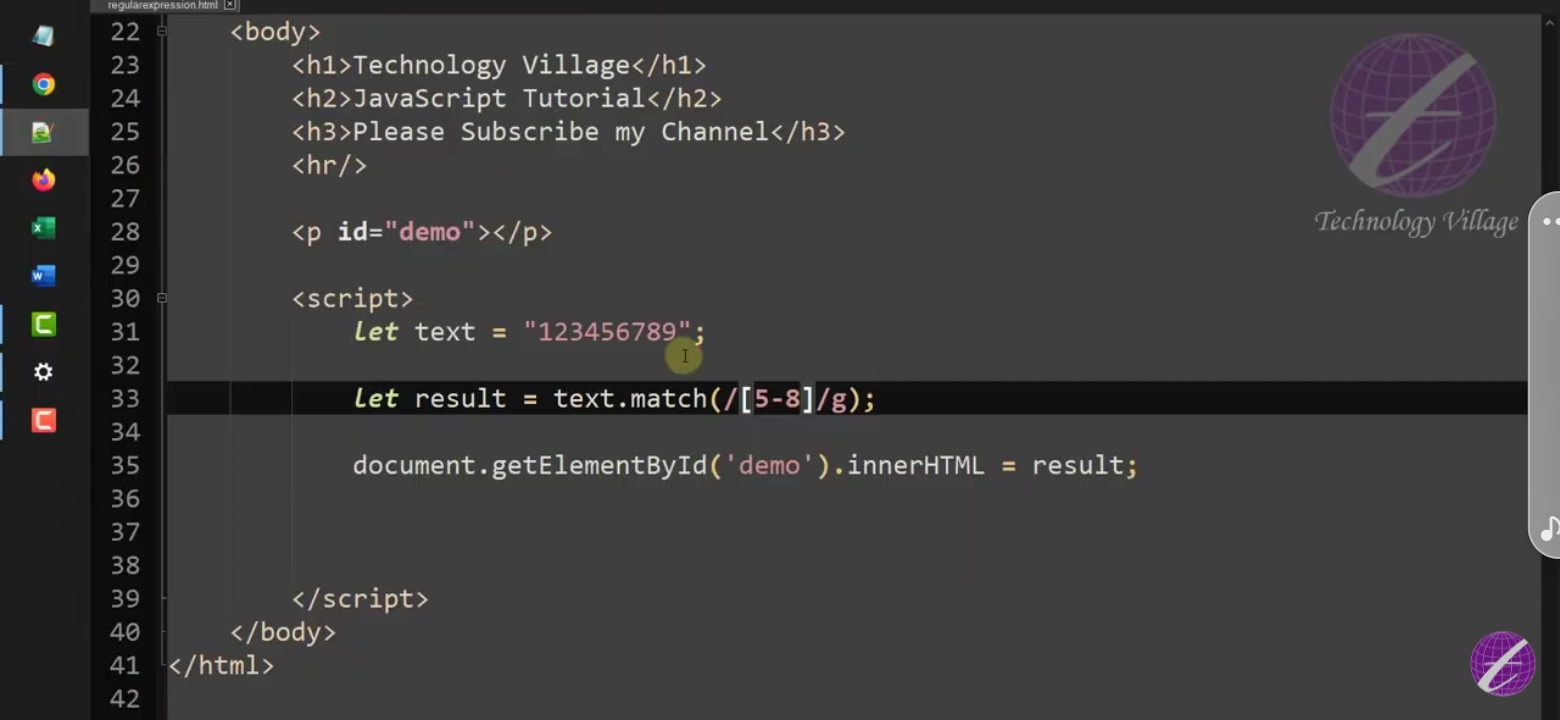 regularexpression.html
22 <body>
23 <h1>Technology Village</h1>
24 <h2>JavaScript Tutorial</h2>
25 <h3>Please Subscribe my Channel</h3>
26 <hr/>
27
28 <p id="demo"></p>
29
30 <script>
31 let text = "123456789";
32
33 let result = text.match(/[5-8]/g);
34
35 document.getElementById('demo').innerHTML = result;
36
37
38
39 </script>
40 </body>
41 </html>
42
Technology Village